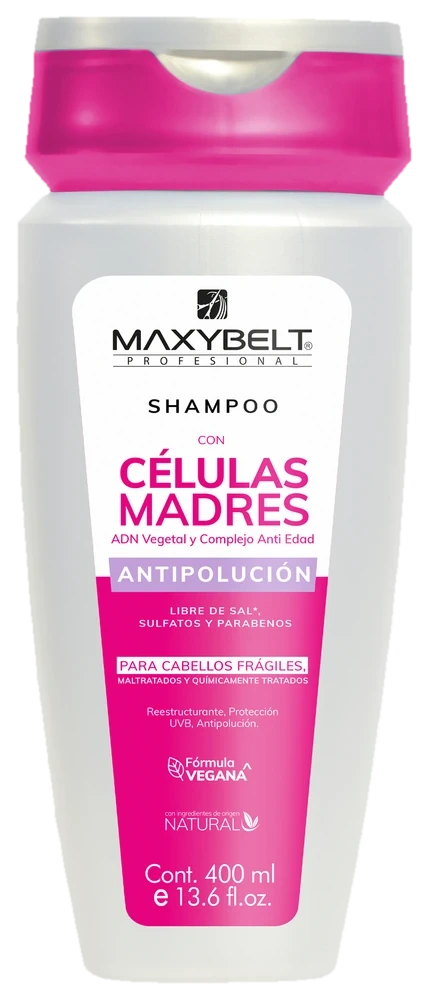 MAXYBELT®
PROFESIONAL
SHAMPOO
CON
CÉLULAS
MADRES
ADN Vegetal y Complejo Anti Edad
ANTIPOLUCIÓN
LIBRE DE SAL*,
SULFATOS Y PARABENOS
PARA CABELLOS FRÁGILES,
MALTRATADOS Y QUÍMICAMENTE TRATADOS
Reestructurante, Protección
UVB, Antipolución.
Fórmula
VEGANA^
con ingredientes de origen
NATURAL
Cont. 400 ml
e 13.6 fl.oz.